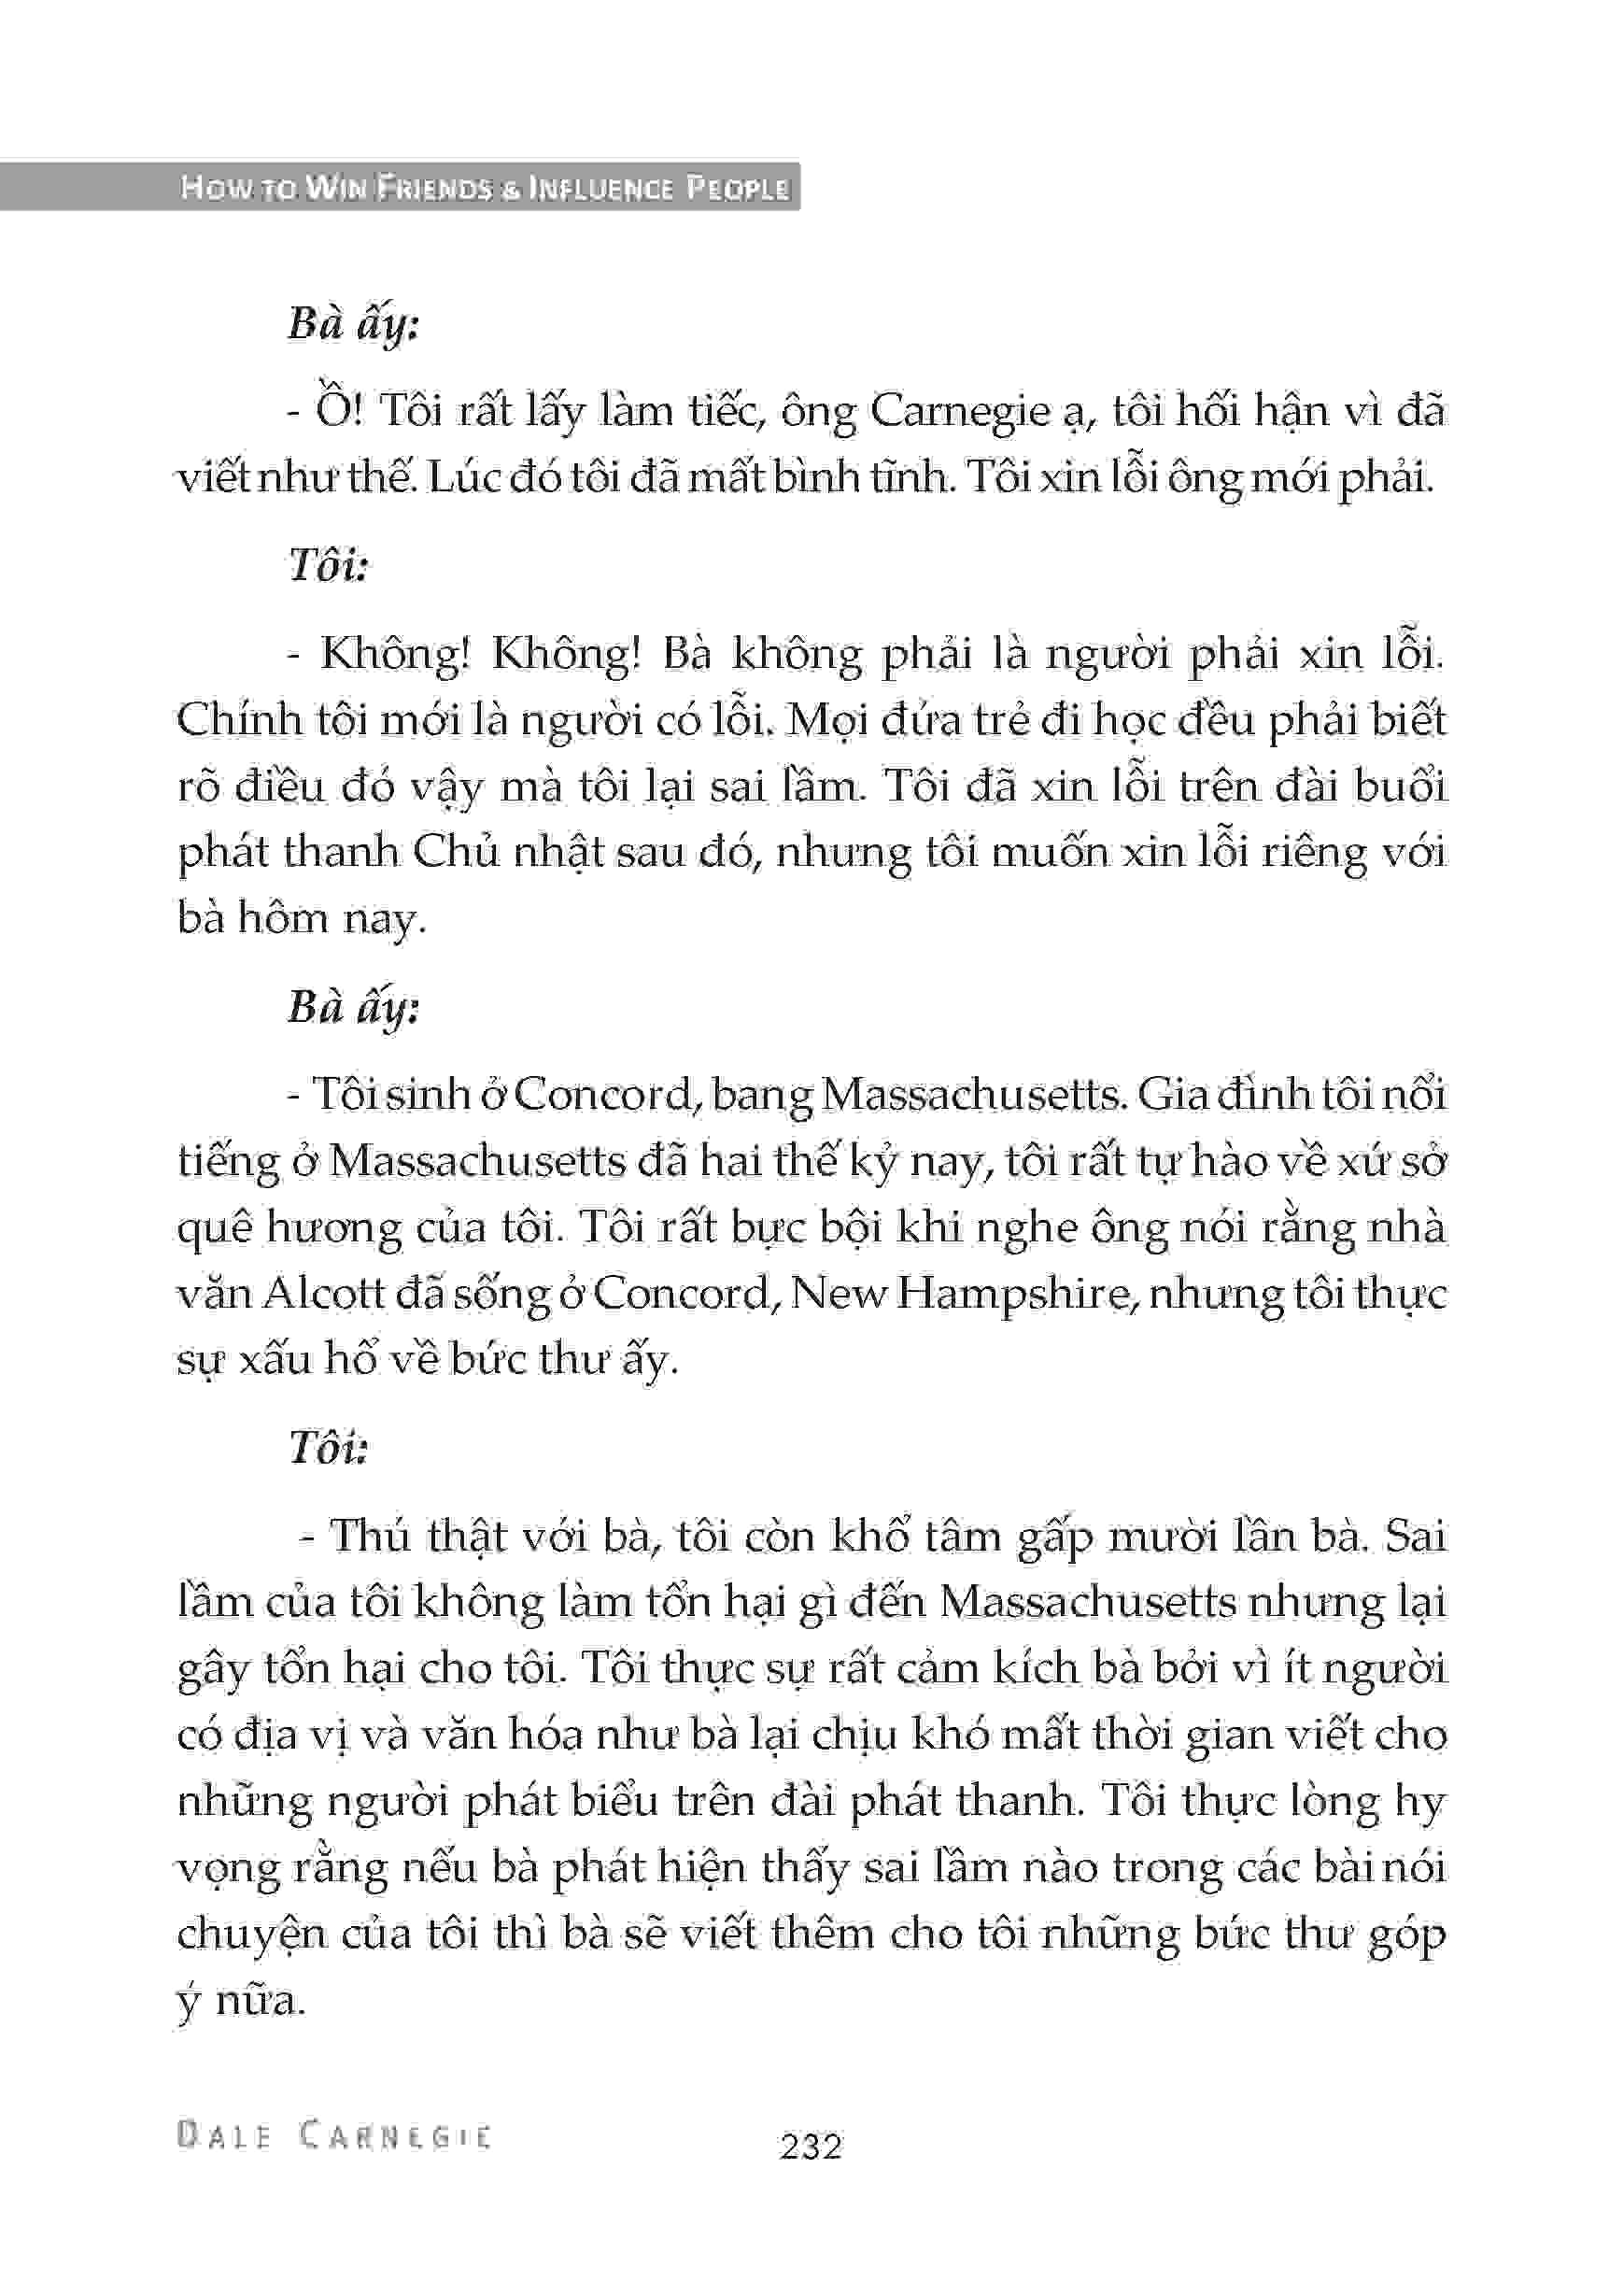 HOW TO WIN FRIENDS & INFLUENCE PEOPLE
Bà ấy:
- Ồ! Tôi rất lấy làm tiếc, ông Carnegie ạ, tôi hối hận vì đã
viết như thế. Lúc đó tôi đã mất bình tĩnh. Tôi xin lỗi ông mới phải.
Tôi:
- Không! Không! Bà không phải là người phải xin lỗi.
Chính tôi mới là người có lỗi. Mọi đứa trẻ đi học đều phải biết
rõ điều đó vậy mà tôi lại sai lầm. Tôi đã xin lỗi trên đài buổi
phát thanh Chủ nhật sau đó, nhưng tôi muốn xin lỗi riêng với
bà hôm nay.
Bà ấy:
- Tôi sinh ở Concord, bang Massachusetts. Gia đình tôi nổi
tiếng ở Massachusetts đã hai thế kỷ nay, tôi rất tự hào về xứ sở
quê hương của tôi. Tôi rất bực bội khi nghe ông nói rằng nhà
văn Alcott đã sống ở Concord, New Hampshire, nhưng tôi thực
sự xấu hổ về bức thư ấy.
Tôi:
- Thú thật với bà, tôi còn khổ tâm gấp mười lần bà. Sai
lầm của tôi không làm tổn hại gì đến Massachusetts nhưng lại
gây tổn hại cho tôi. Tôi thực sự rất cảm kích bà bởi vì ít người
có địa vị và văn hóa như bà lại chịu khó mất thời gian viết cho
những người phát biểu trên đài phát thanh. Tôi thực lòng hy
vọng rằng nếu bà phát hiện thấy sai lầm nào trong các bài nói
chuyện của tôi thì bà sẽ viết thêm cho tôi những bức thư góp
ý nữa.
DALE CARNEGIE
232